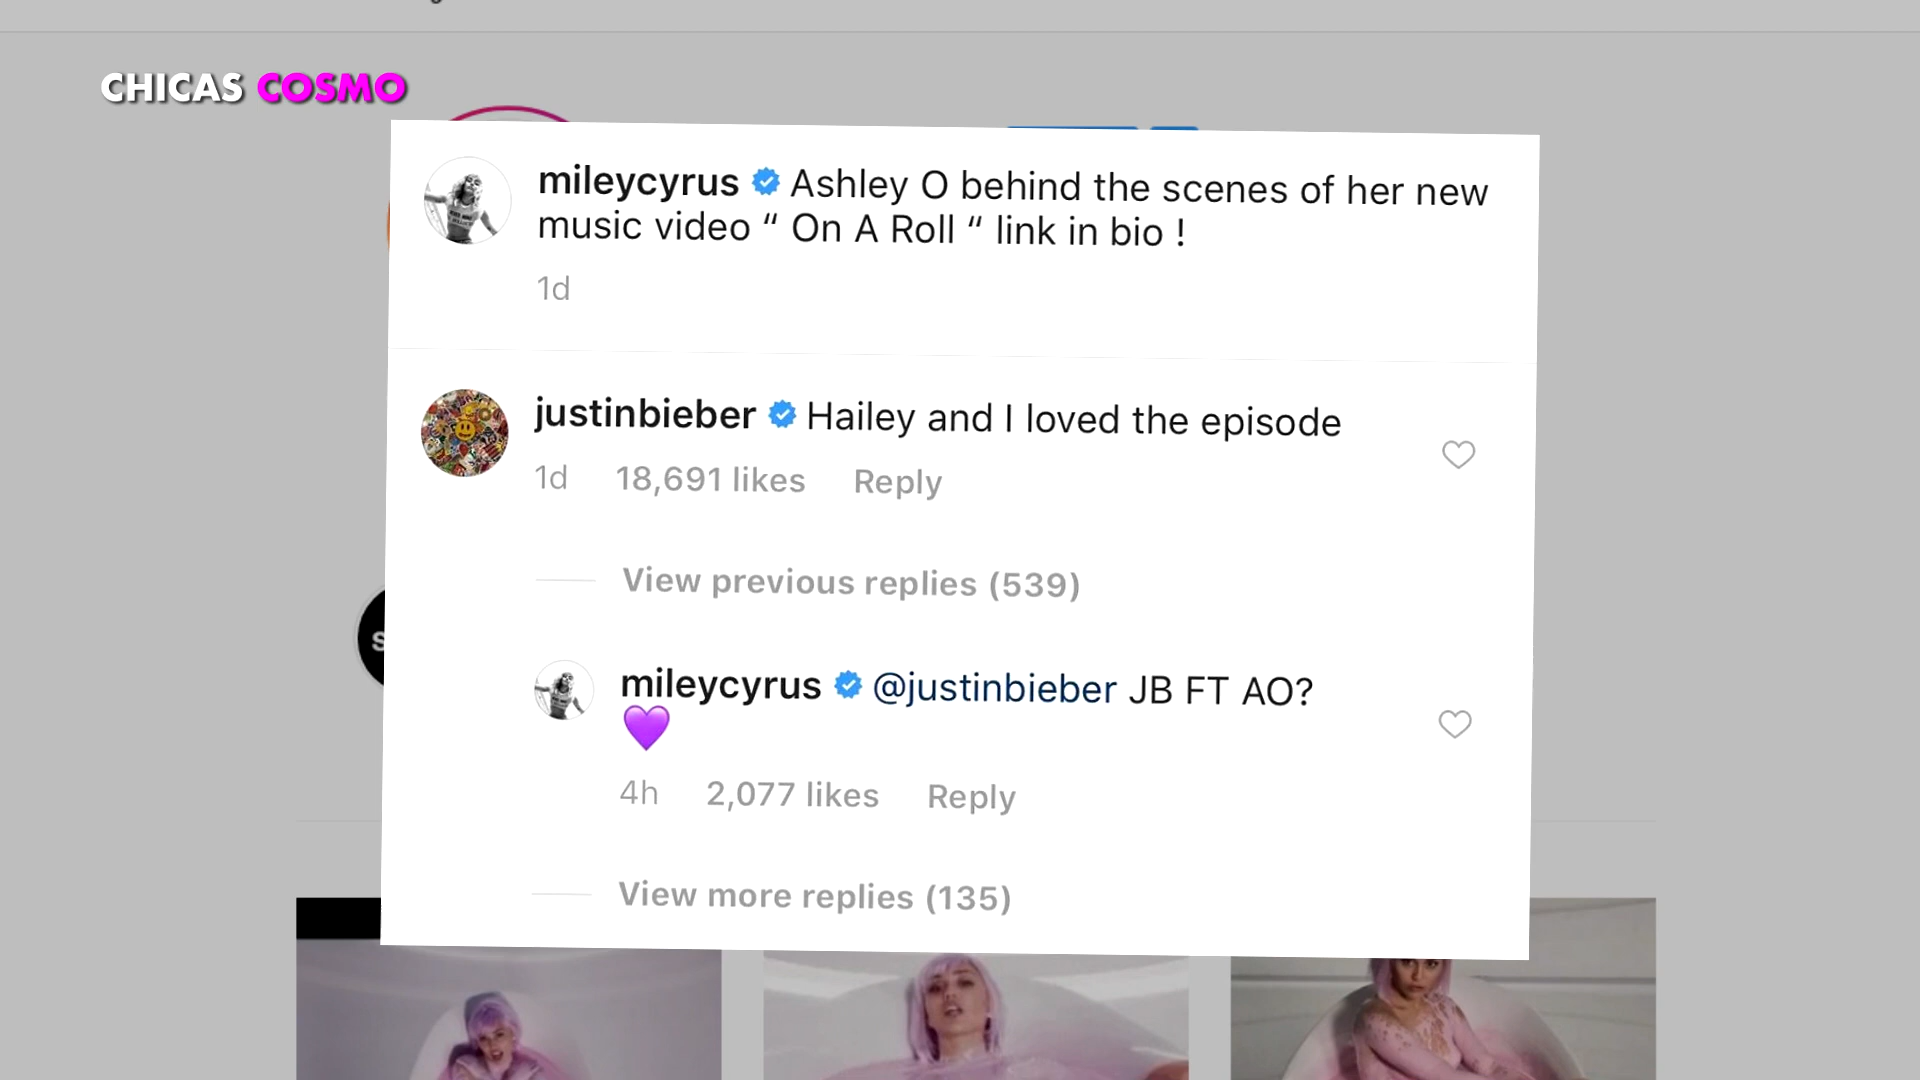 CHICAS COSMO
mileycyrus Ashley O behind the scenes of her new
music video “ On A Roll “ link in bio !
1d
justinbieber Hailey and I loved the episode
1d 18,691 likes Reply
View previous replies (539)
mileycyrus @justinbieber JB FT AO?
💜
4h 2,077 likes Reply
View more replies (135)